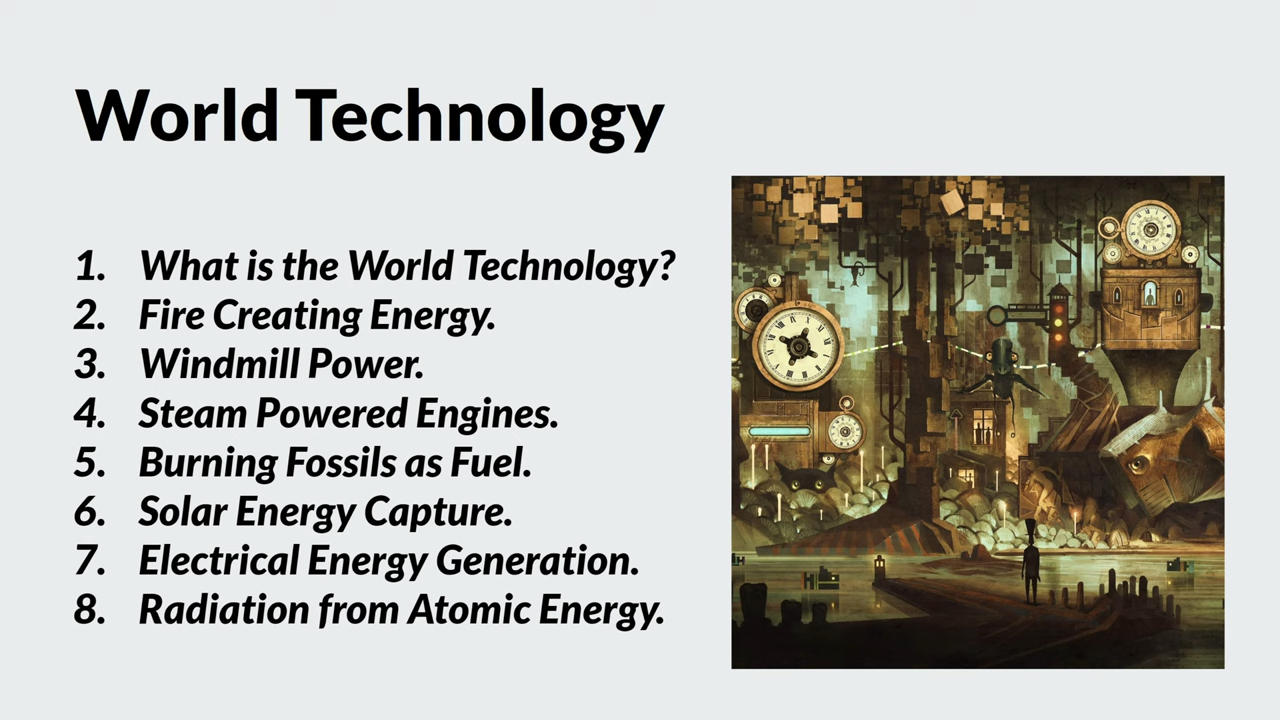 World Technology
1. What is the World Technology?
2. Fire Creating Energy.
3. Windmill Power.
4. Steam Powered Engines.
5. Burning Fossils as Fuel.
6. Solar Energy Capture.
7. Electrical Energy Generation.
8. Radiation from Atomic Energy.